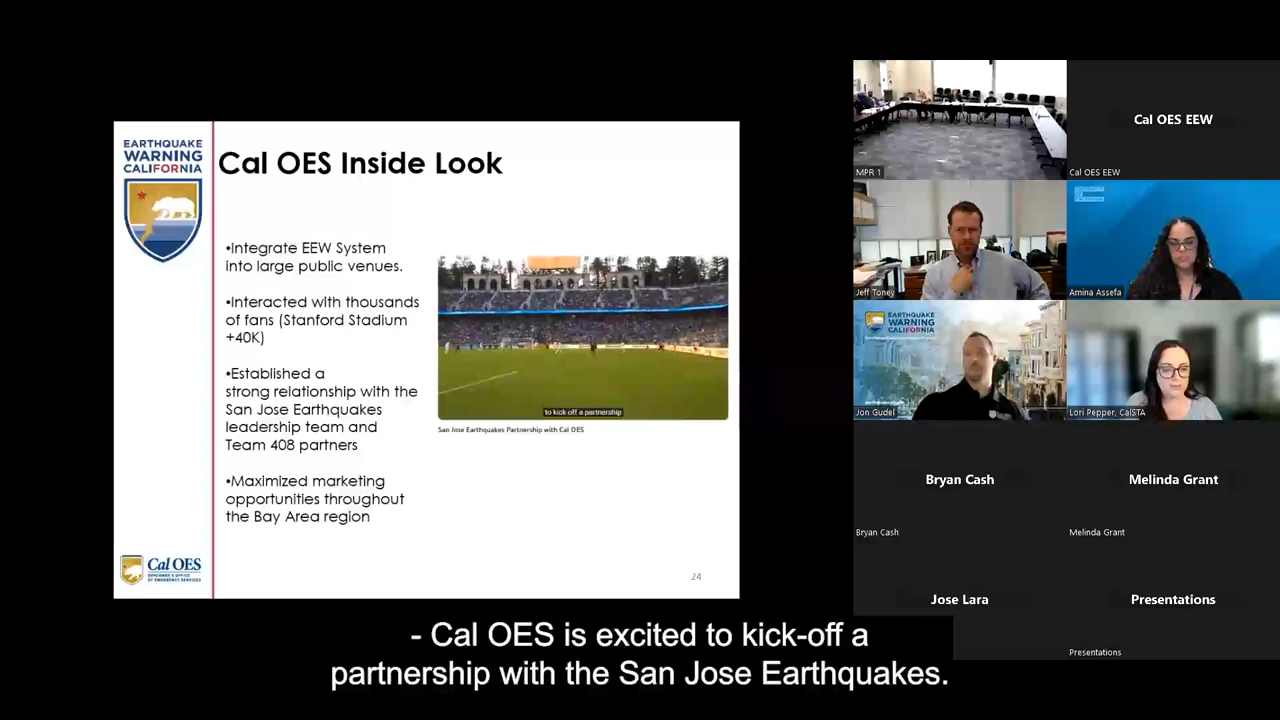 EARTHQUAKE
WARNING
CALIFORNIA
Cal OES Inside Look
•Integrate EEW System
into large public venues.
•Interacted with thousands
of fans (Stanford Stadium
+40K)
•Established a
strong relationship with the
San Jose Earthquakes
leadership team and
Team 408 partners
•Maximized marketing
opportunities throughout
the Bay Area region
to kick off a partnership
San Jose Earthquakes Partnership with Cal OES
Cal OES
GOVERNOR'S OFFICE
OF EMERGENCY SERVICES
24
MPR 1
Cal OES EEW
Cal OES EEW
Jeff Toney
Amina Assefa
EARTHQUAKE
WARNING
CALIFORNIA
Jon Gudel
Lori Pepper, CalSTA
Bryan Cash
Bryan Cash
Melinda Grant
Melinda Grant
Jose Lara
Presentations
Presentations
- Cal OES is excited to kick-off a
partnership with the San Jose Earthquakes.